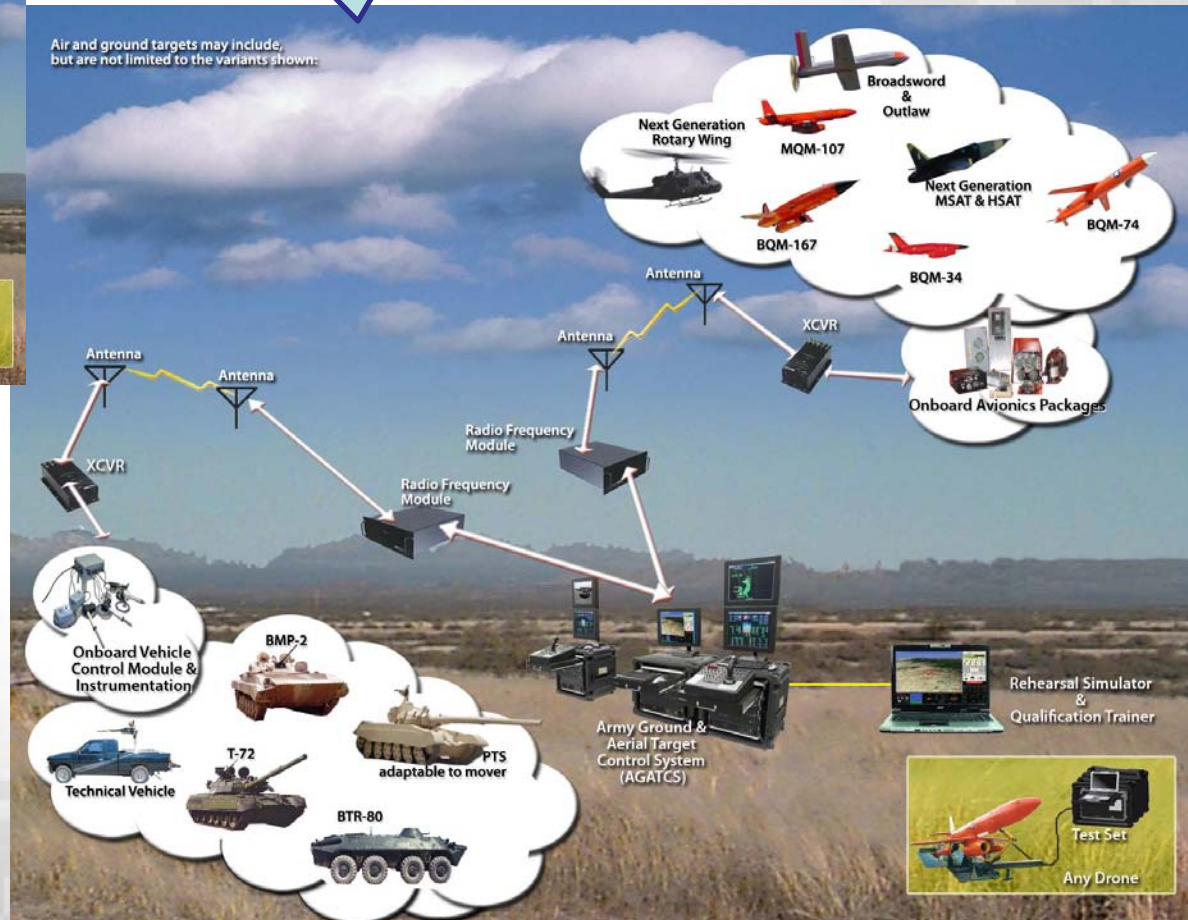 Air and ground targets may include,
but are not limited to the variants shown:
Broadsword
&
Outlaw
Next Generation
Rotary Wing
MQM-107
Next Generation
MSAT & HSAT
BQM-167
BQM-74
BQM-34
Antenna
Antenna
XCVR
Onboard Avionics Packages
Antenna
Antenna
Radio Frequency
Module
XCVR
Radio Frequency
Module
Onboard Vehicle
Control Module &
Instrumentation
BMP-2
PTS
adaptable to mover
T-72
Technical Vehicle
BTR-80
Army Ground &
Aerial Target
Control System
(AGATCS)
Rehearsal Simulator
&
Qualification Trainer
Test Set
Any Drone